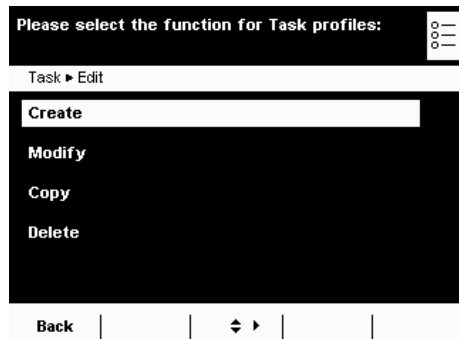 Please select the function for Task profiles:
Task ▸ Edit
Create
Modify
Copy
Delete
Back